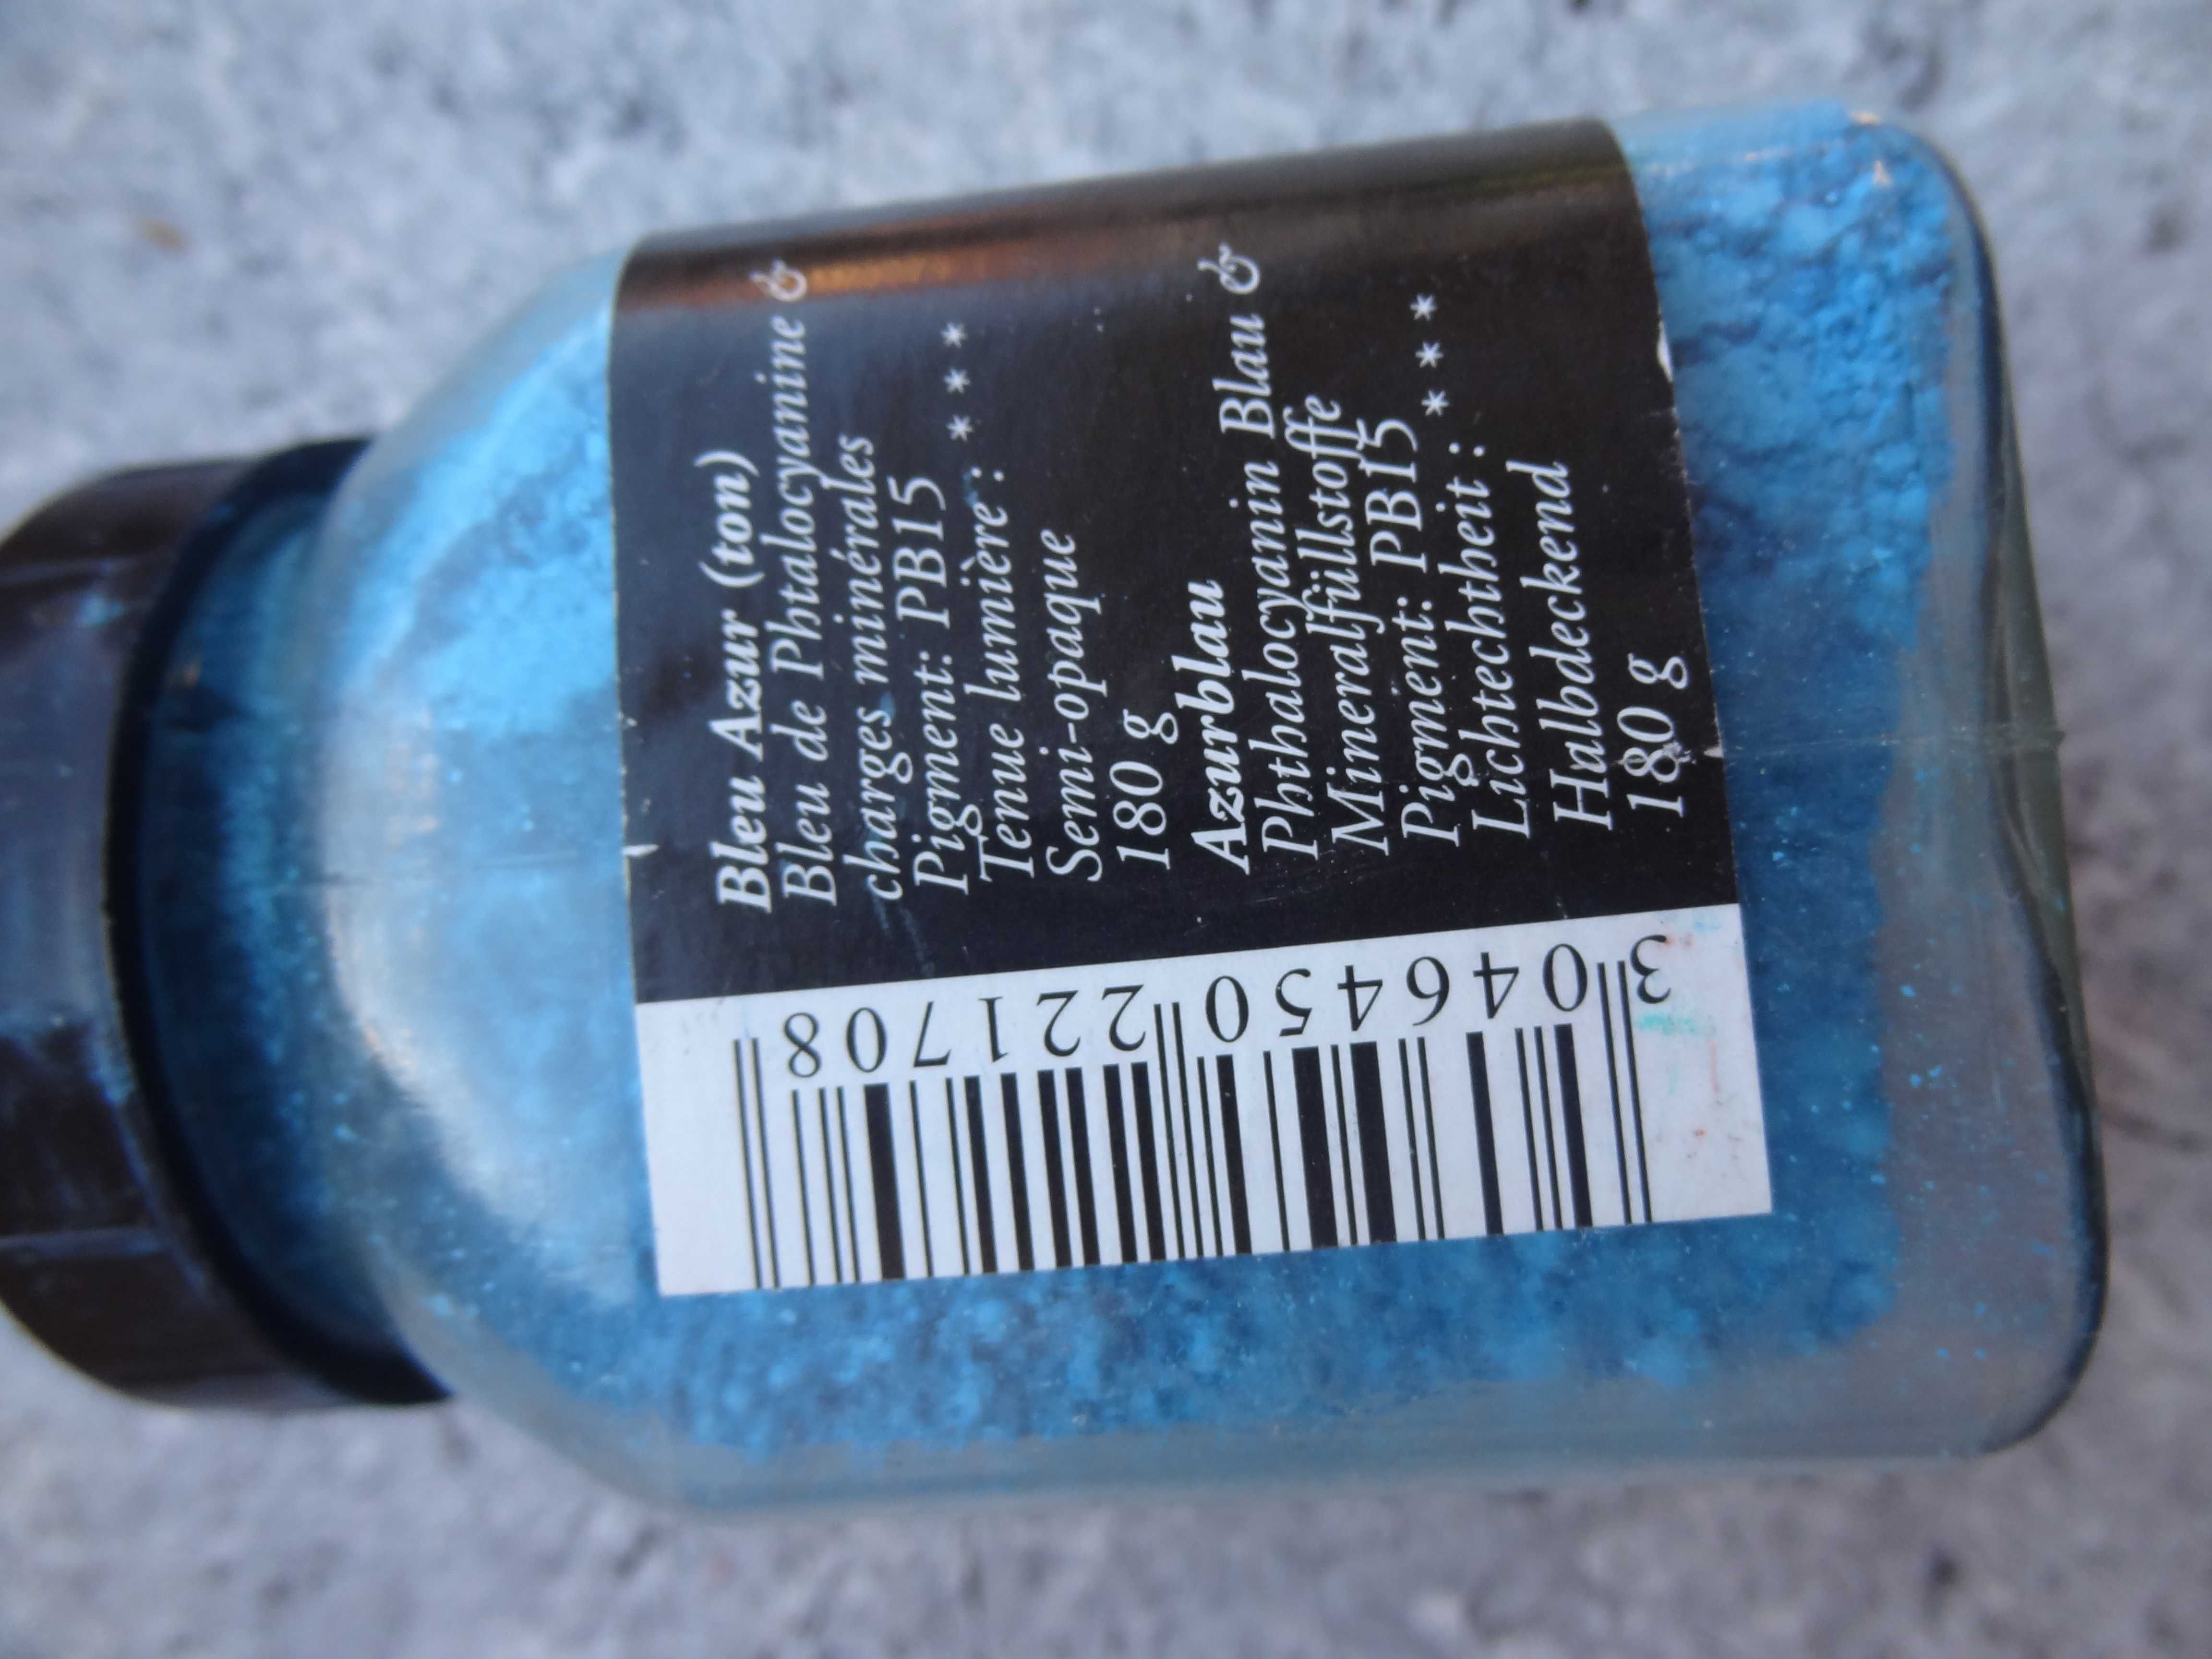 Bleu Azur (ton)
Bleu de Phtalocyanine &
charges minérales
Pigment: PB15
Tenue lumière : ***
Semi-opaque
180 g
Azurblau
Phthalocyanin Blau &
Mineralfüllstoffe
Pigment: PB15
Lichtechtheit : ***
Halbdeckend
180 g
3 046450 221708